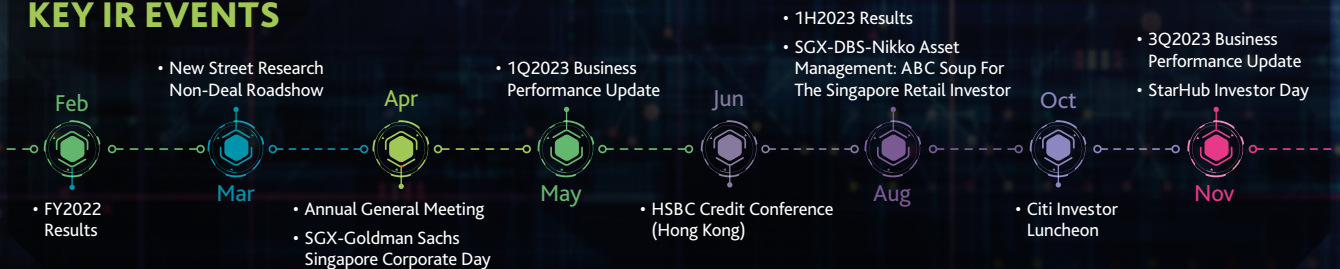 KEY IR EVENTS
Feb
• FY2022
Results
• New Street Research
Non-Deal Roadshow
Mar
Apr
• Annual General Meeting
• SGX-Goldman Sachs
Singapore Corporate Day
• 1Q2023 Business
Performance Update
May
Jun
• HSBC Credit Conference
(Hong Kong)
• 1H2023 Results
• SGX-DBS-Nikko Asset
Management: ABC Soup For
The Singapore Retail Investor
Aug
Oct
• Citi Investor
Luncheon
• 3Q2023 Business
Performance Update
• StarHub Investor Day
Nov